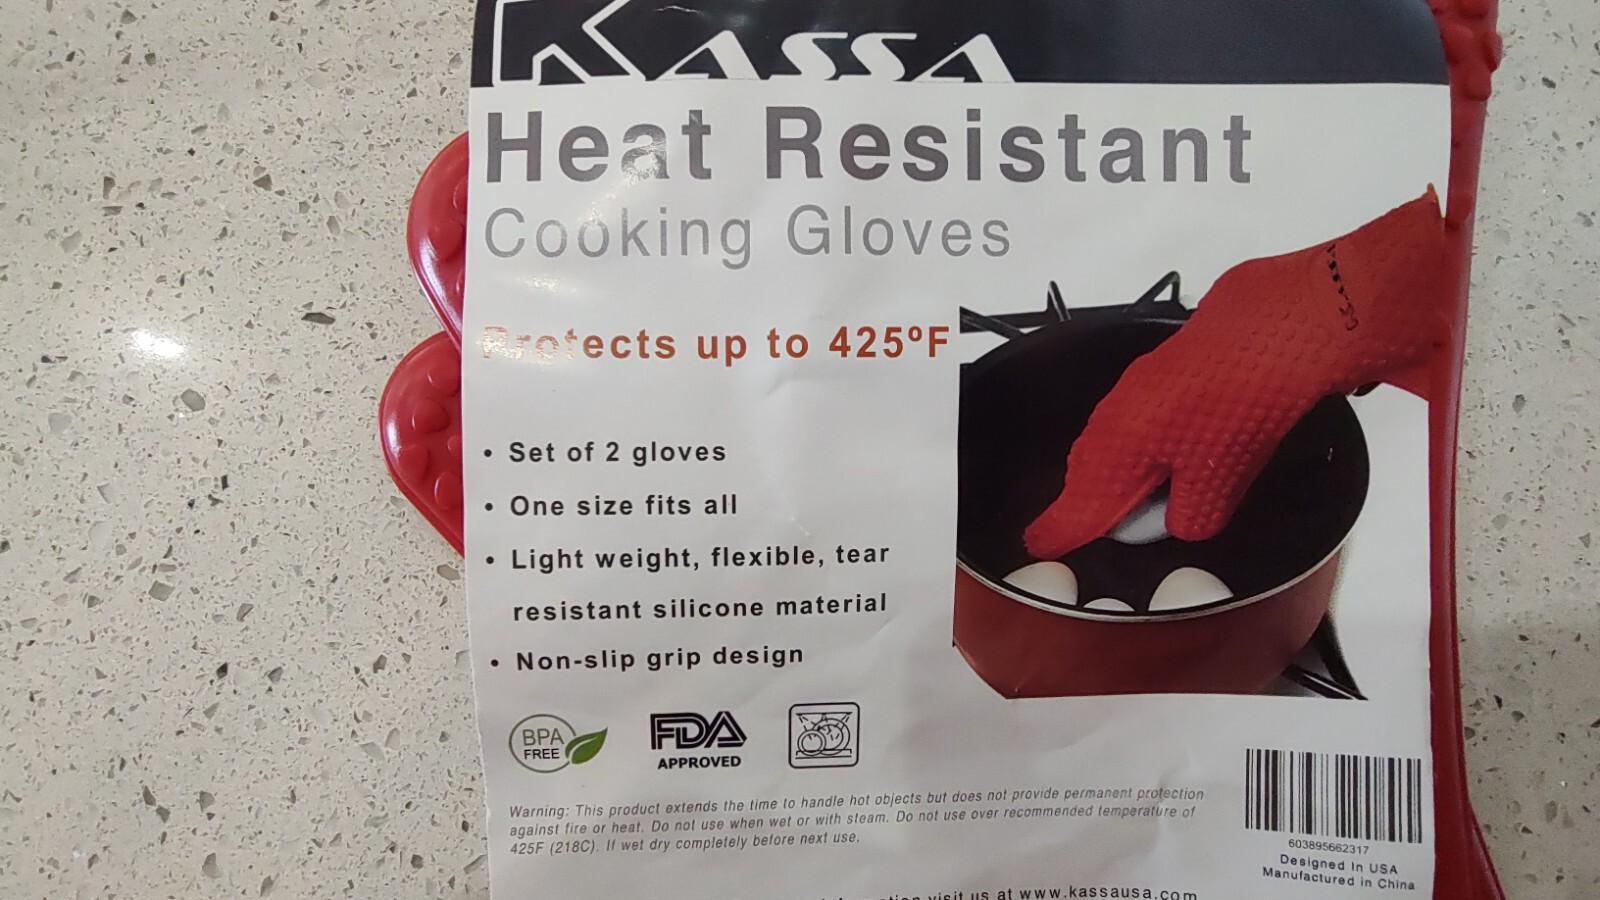 KASSA
Heat Resistant
Cooking Gloves
Protects up to 425ºF
• Set of 2 gloves
• One size fits all
• Light weight, flexible, tear
resistant silicone material
• Non-slip grip design
BPA
FREE
FDA
APPROVED
Warning: This product extends the time to handle hot objects but does not provide permanent protection
against fire or heat. Do not use when wet or with steam. Do not use over recommended temperature of
425F (218C). If wet dry completely before next use.
603895662317
Designed In USA
Manufactured in China
visit us at www.kassausa.com